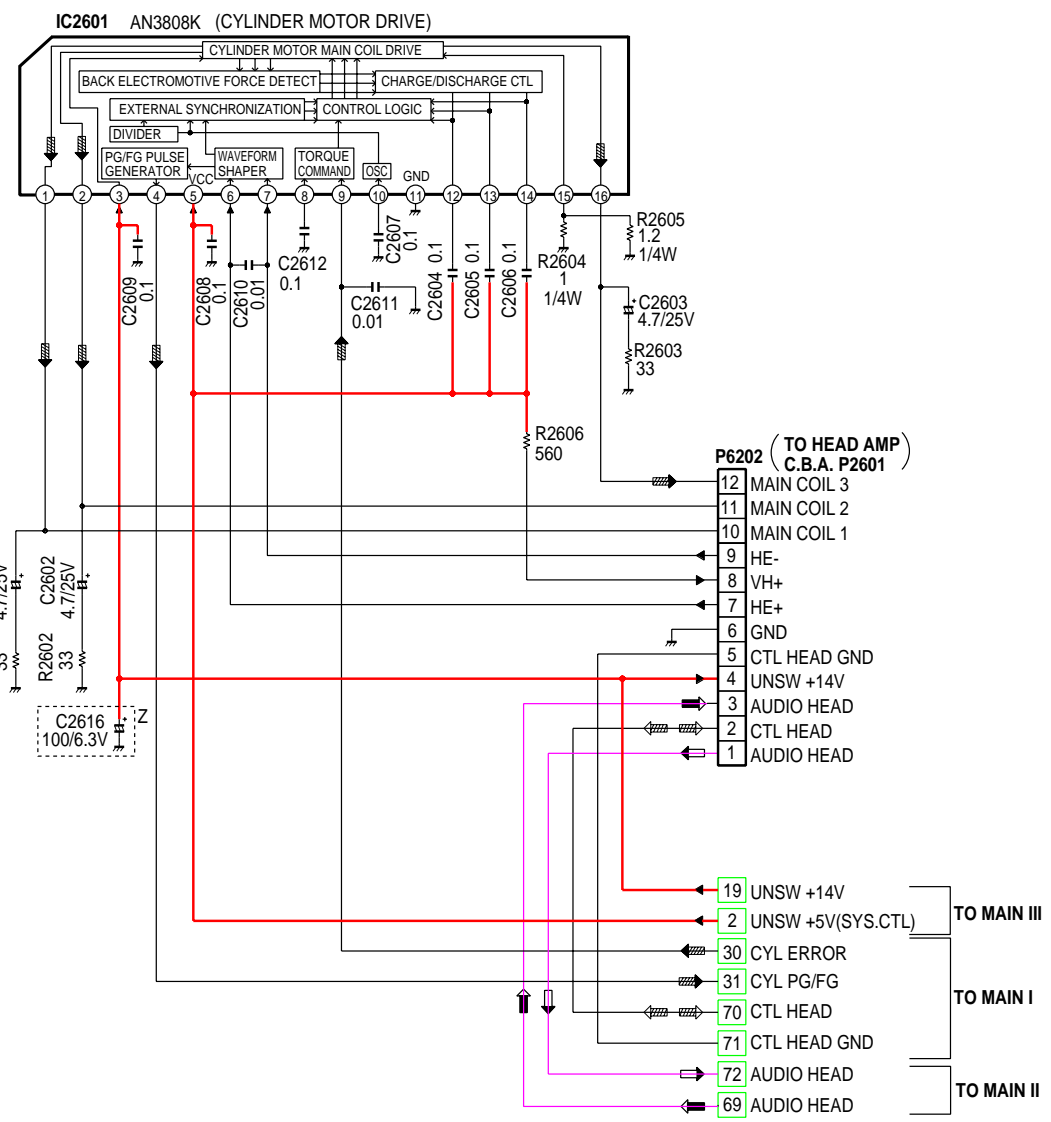 IC2601 AN3808K (CYLINDER MOTOR DRIVE)
CYLINDER MOTOR MAIN COIL DRIVE
BACK ELECTROMOTIVE FORCE DETECT
CHARGE/DISCHARGE CTL
EXTERNAL SYNCHRONIZATION
CONTROL LOGIC
DIVIDER
PG/FG PULSE
GENERATOR
VCC
WAVEFORM
SHAPER
TORQUE
COMMAND
OSC
GND
1 2 3 4 5 6 7 8 9 10 11 12 13 14 15 16
C2609
0.1
C2608
0.1
C2610
0.01
C2612
0.1
C2607
0.1
C2611
0.01
C2604 0.1
C2605 0.1
C2606 0.1
R2604
1
1/4W
R2605
1.2
1/4W
C2603
4.7/25V
R2603
33
R2606
560
P6202 (TO HEAD AMP)
C.B.A. P2601
12 MAIN COIL 3
11 MAIN COIL 2
10 MAIN COIL 1
9 HE-
8 VH+
7 HE+
6 GND
5 CTL HEAD GND
4 UNSW +14V
3 AUDIO HEAD
2 CTL HEAD
1 AUDIO HEAD
4.7/25V
33
C2602
4.7/25V
R2602
33
C2616
100/6.3V
Z
19 UNSW +14V
2 UNSW +5V(SYS.CTL)
TO MAIN III
30 CYL ERROR
31 CYL PG/FG
70 CTL HEAD
71 CTL HEAD GND
TO MAIN I
72 AUDIO HEAD
69 AUDIO HEAD
TO MAIN II